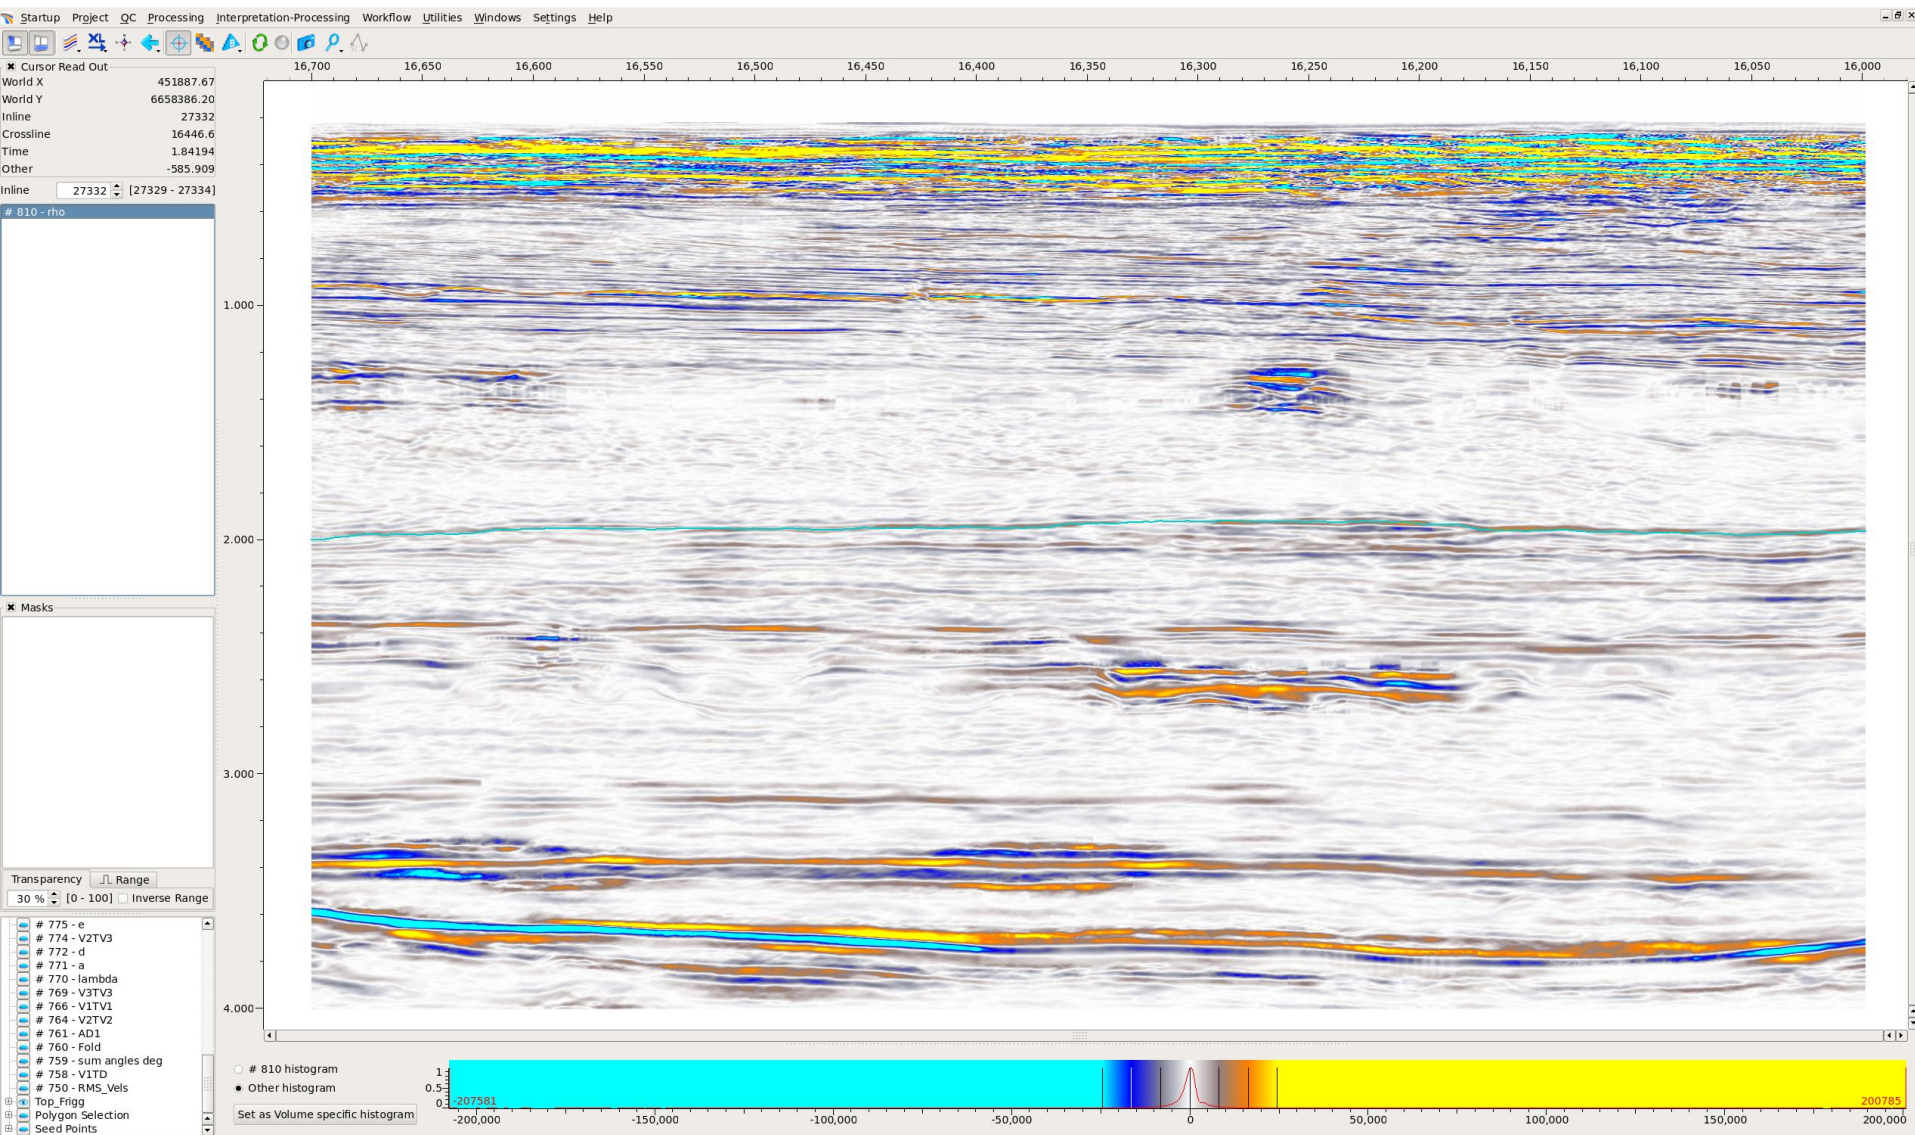 Startup Project QC Processing Interpretation-Processing Workflow Utilities Windows Settings Help
Cursor Read Out
World X 451887.67
World Y 6658386.20
Inline 27332
Crossline 16446.6
Time 1.84194
Other -585.909
Inline 27332 [27329 - 27334]
# 810 - rho
Masks
Transparency Range
30 % [0 - 100] Inverse Range
# 775 - e
# 774 - V2TV3
# 772 - d
# 771 - a
# 770 - lambda
# 769 - V3TV3
# 766 - V1TV1
# 764 - V2TV2
# 761 - AD1
# 760 - Fold
# 759 - sum angles deg
# 758 - V1TD
# 750 - RMS_Vels
Top_Frigg
Polygon Selection
Seed Points
16,700 16,650 16,600 16,550 16,500 16,450 16,400 16,350 16,300 16,250 16,200 16,150 16,100 16,050 16,000
1.000
2.000
3.000
4.000
# 810 histogram
Other histogram
Set as Volume specific histogram
1
0.5
0
-207581 200785
-200,000 -150,000 -100,000 -50,000 0 50,000 100,000 150,000 200,000